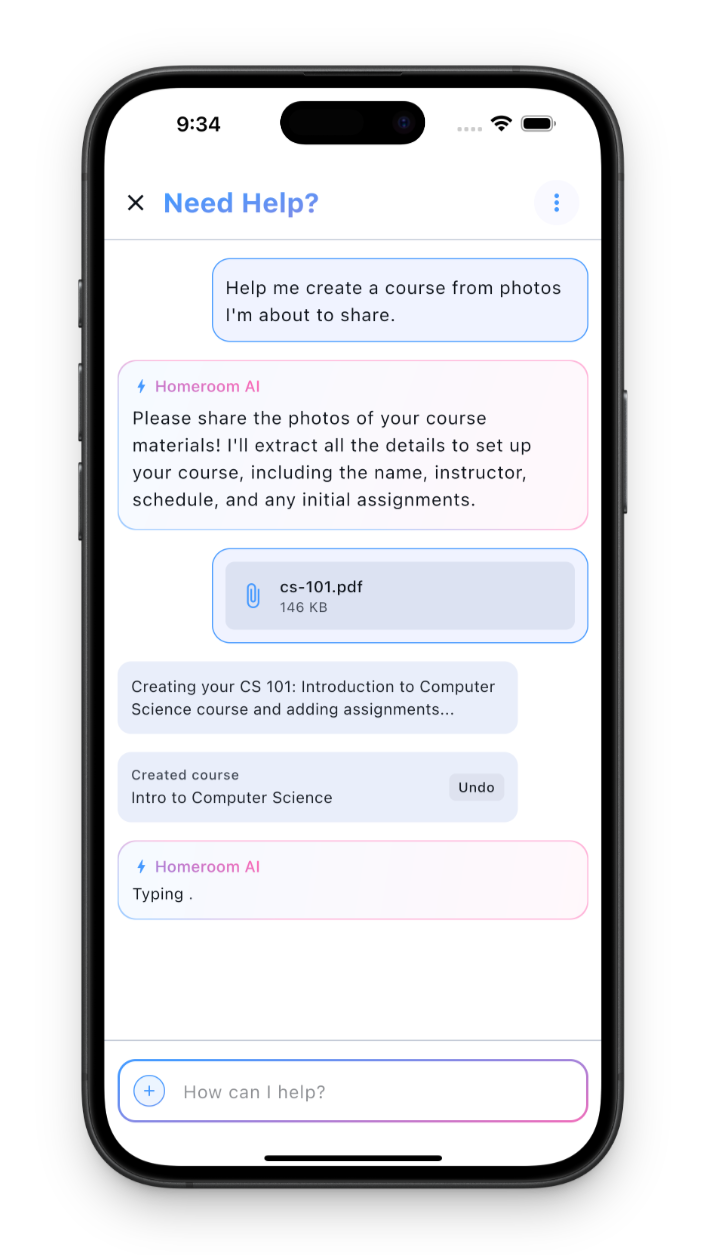 9:34
Need Help?
Help me create a course from photos
I'm about to share.
Homeroom AI
Please share the photos of your course
materials! I'll extract all the details to set up
your course, including the name, instructor,
schedule, and any initial assignments.
cs-101.pdf
146 KB
Creating your CS 101: Introduction to Computer
Science course and adding assignments...
Created course
Intro to Computer Science
Undo
Homeroom AI
Typing .
How can I help?